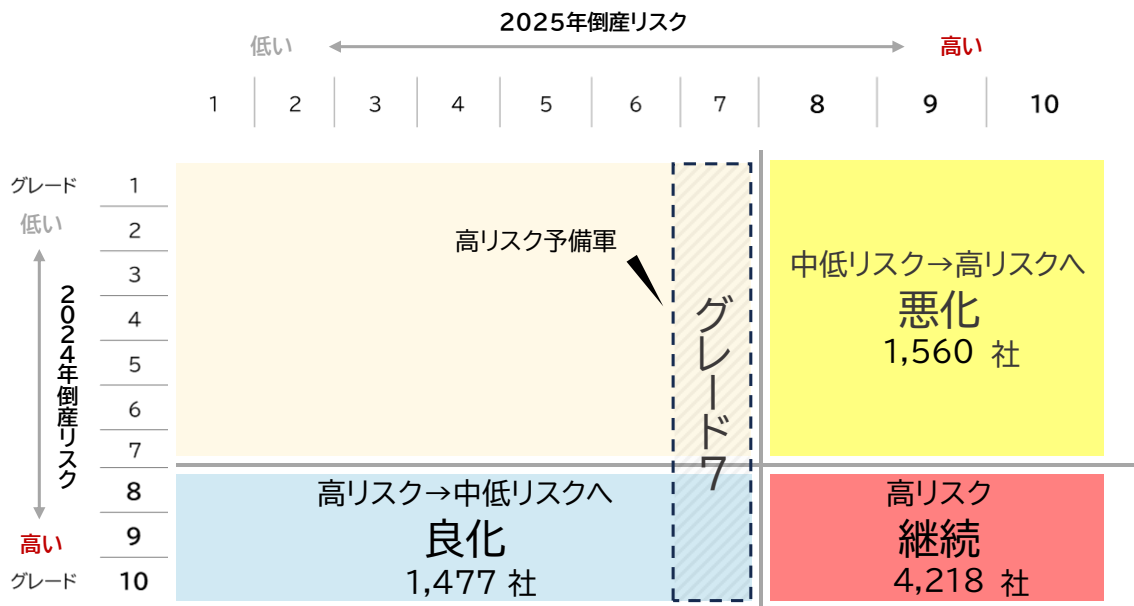 2025年倒産リスク
低い
高い
1 2 3 4 5 6 7 8 9 10
グレード
低い
2024年倒産リスク
高い
グレード
1
2
3
4
5
6
7
8
9
10
高リスク予備軍
グレード7
中低リスク→高リスクへ
悪化
1,560 社
高リスク→中低リスクへ
良化
1,477 社
高リスク
継続
4,218 社